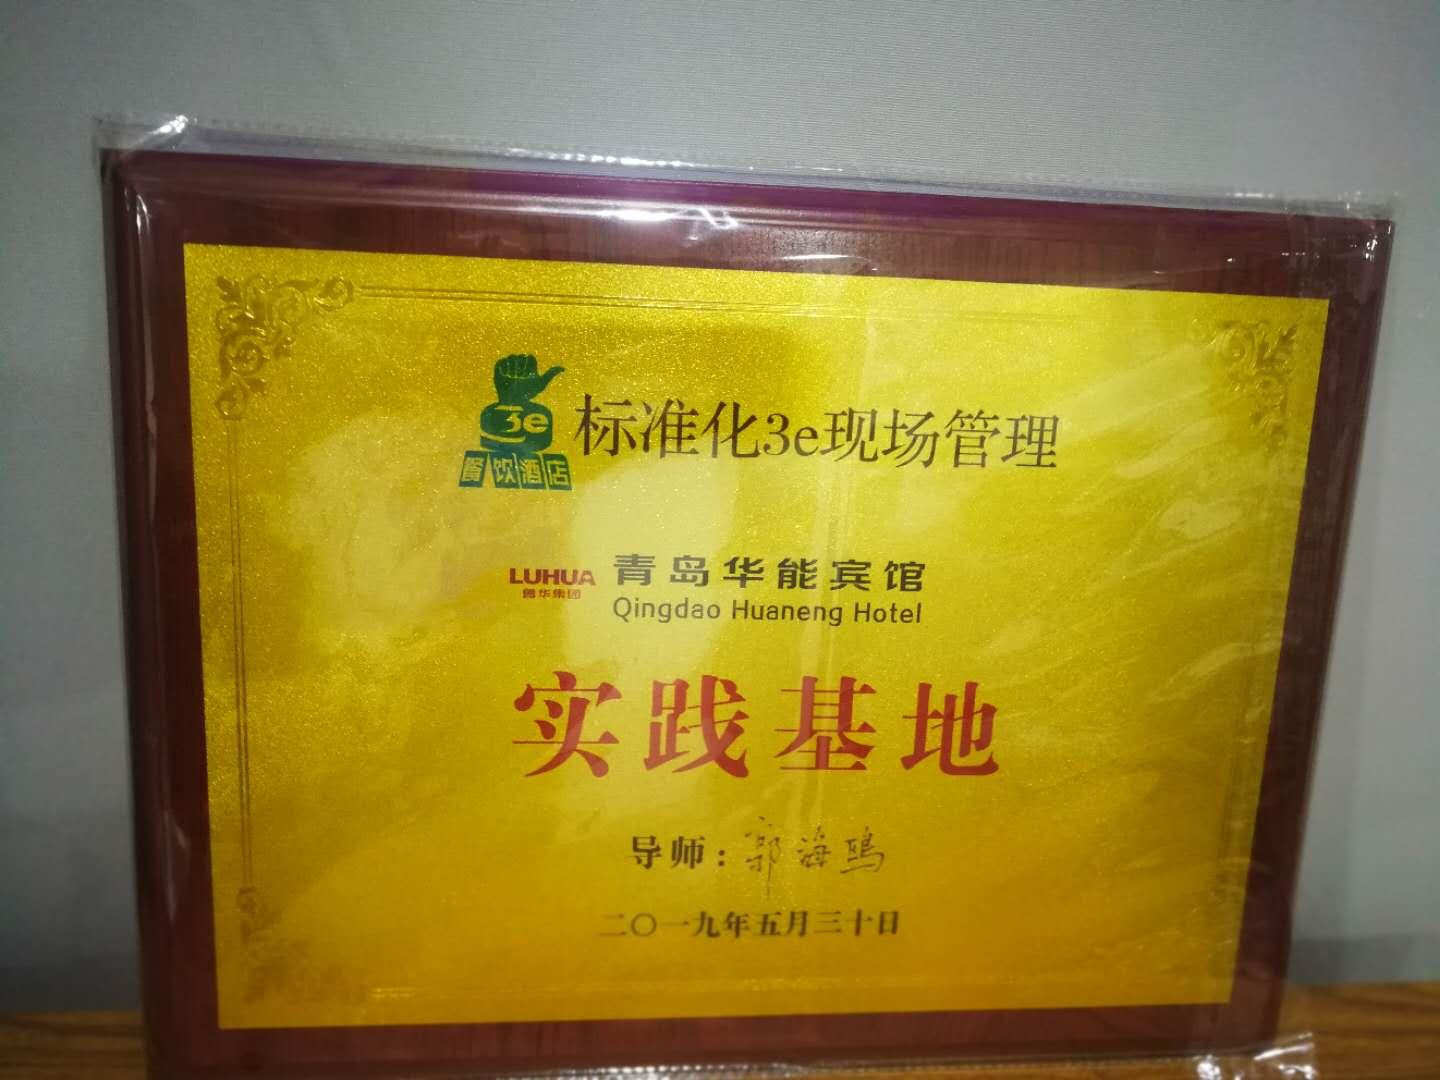 3e
餐饮酒店
标准化3e现场管理
LUHUA
鲁华集团
青岛华能宾馆
Qingdao Huaneng Hotel
实践基地
导师：郭海鸥
二〇一九年五月三十日